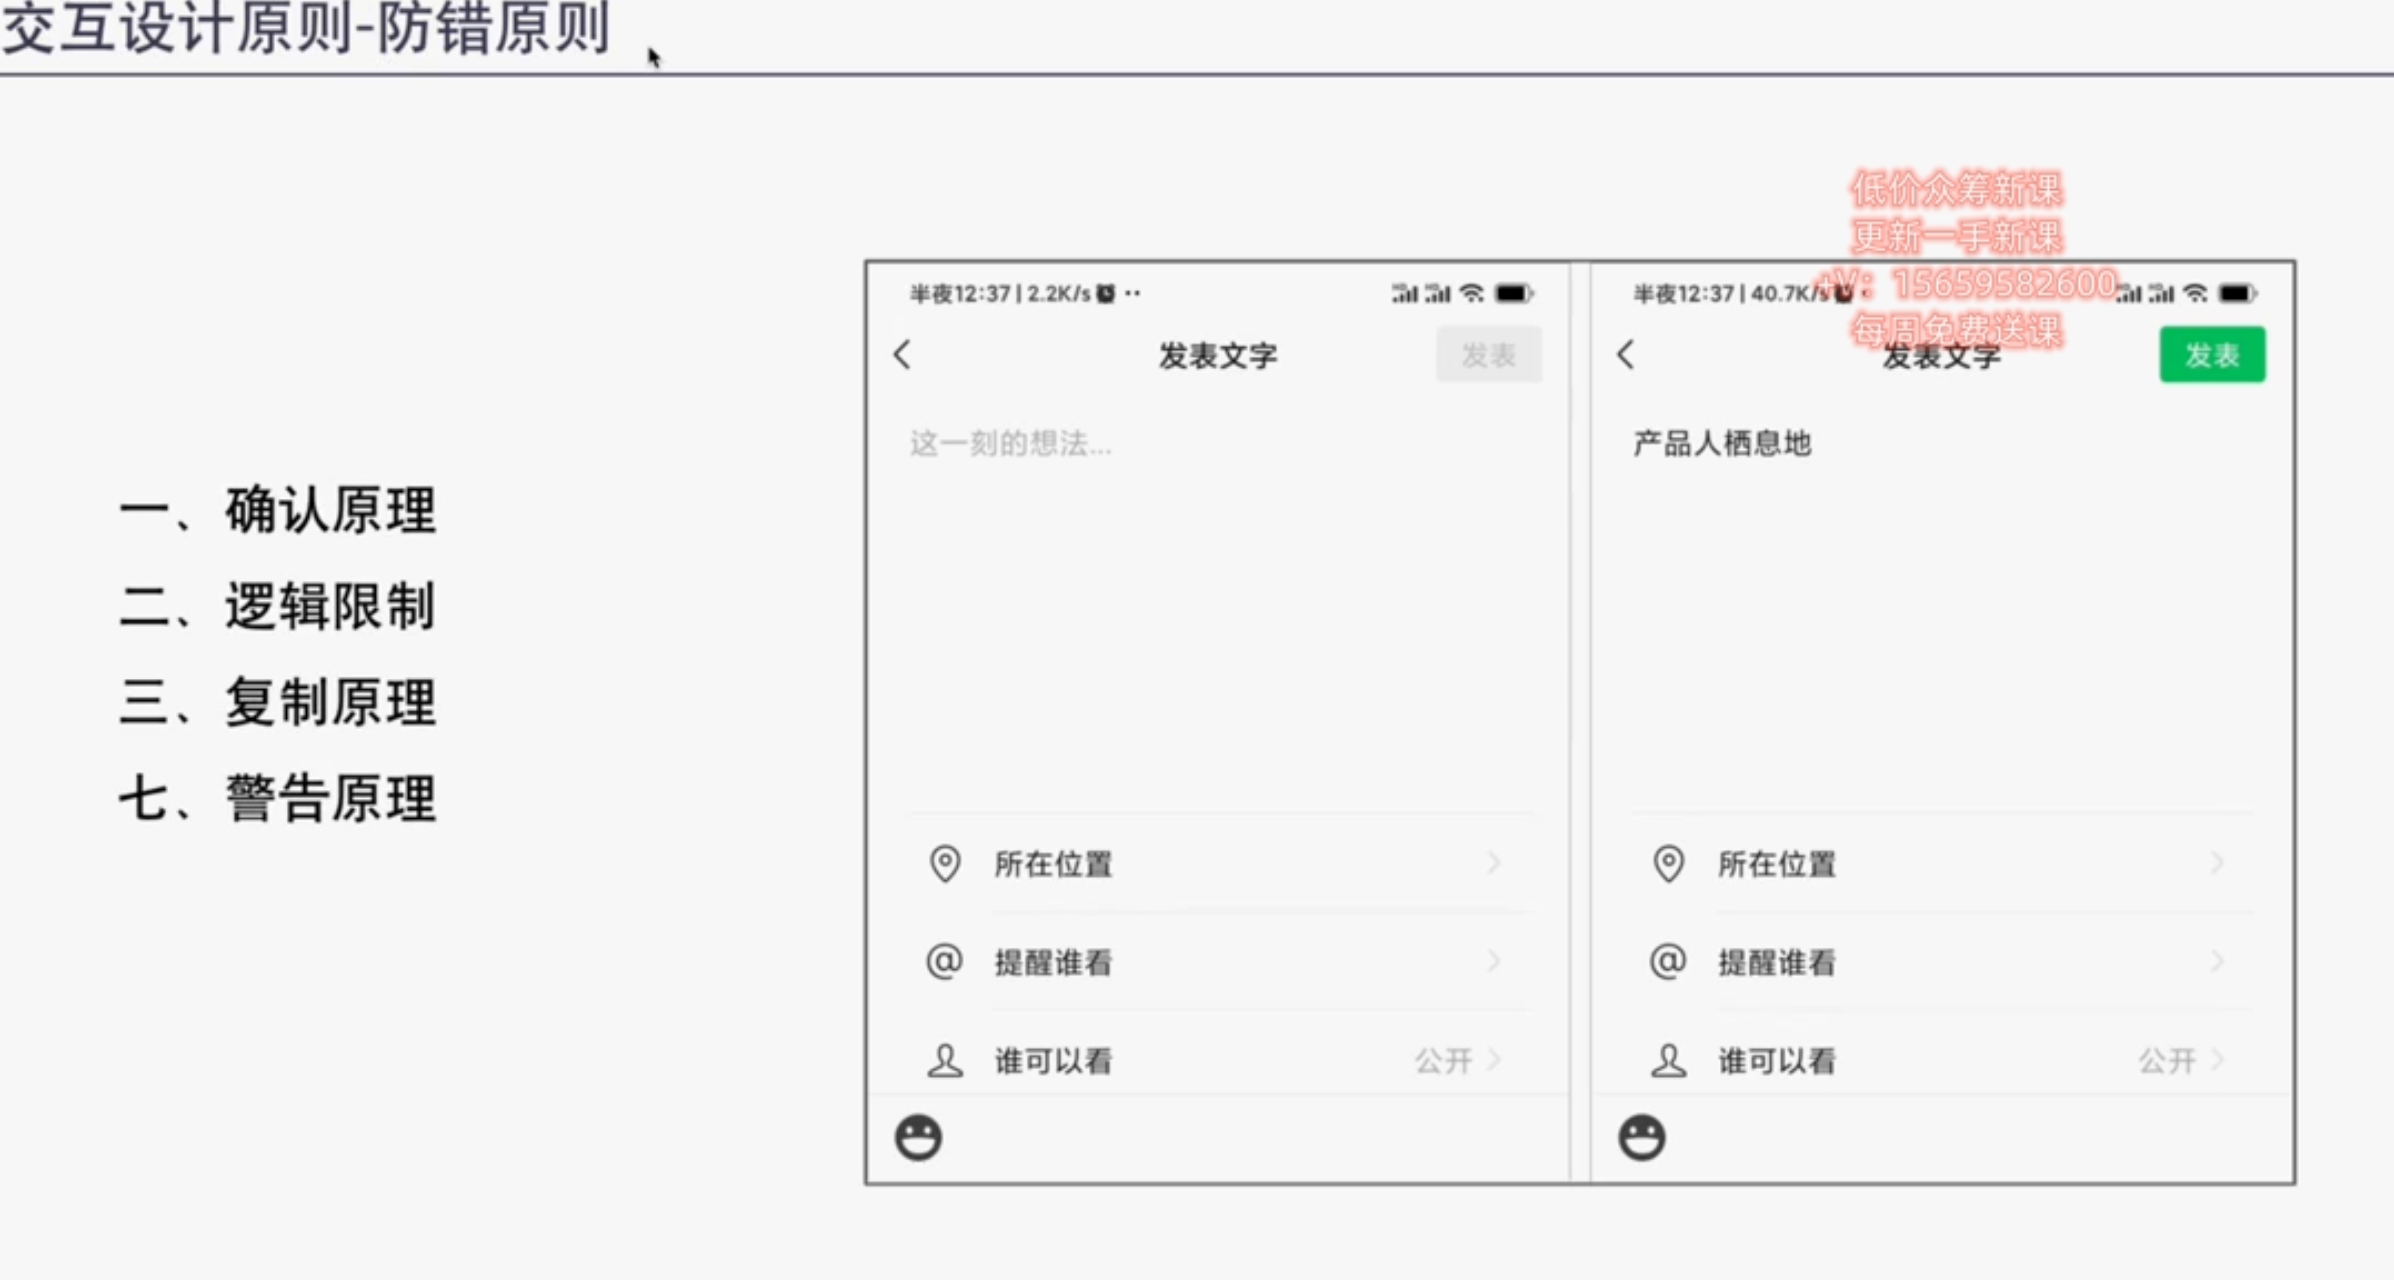 交互设计原则-防错原则
一、确认原理
二、逻辑限制
三、复制原理
七、警告原理
半夜12:37 | 2.2K/s
发表文字
发表
这一刻的想法...
所在位置
提醒谁看
谁可以看 公开
低价众筹新课
更新一手新课
+V: 15659582600
每周免费送课
半夜12:37 | 40.7K/s
发表文字
发表
产品人栖息地
所在位置
提醒谁看
谁可以看 公开